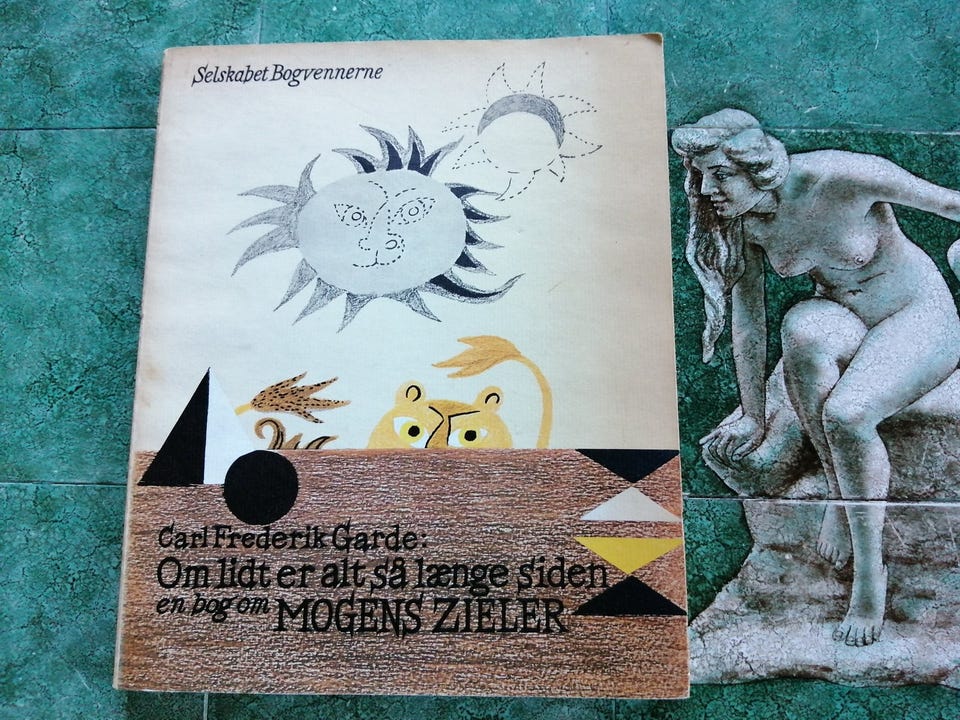 Selskabet Bogvennerne
Carl Frederik Garde:
Om lidt er alt så længe siden
en bog om MOGENS ZIELER